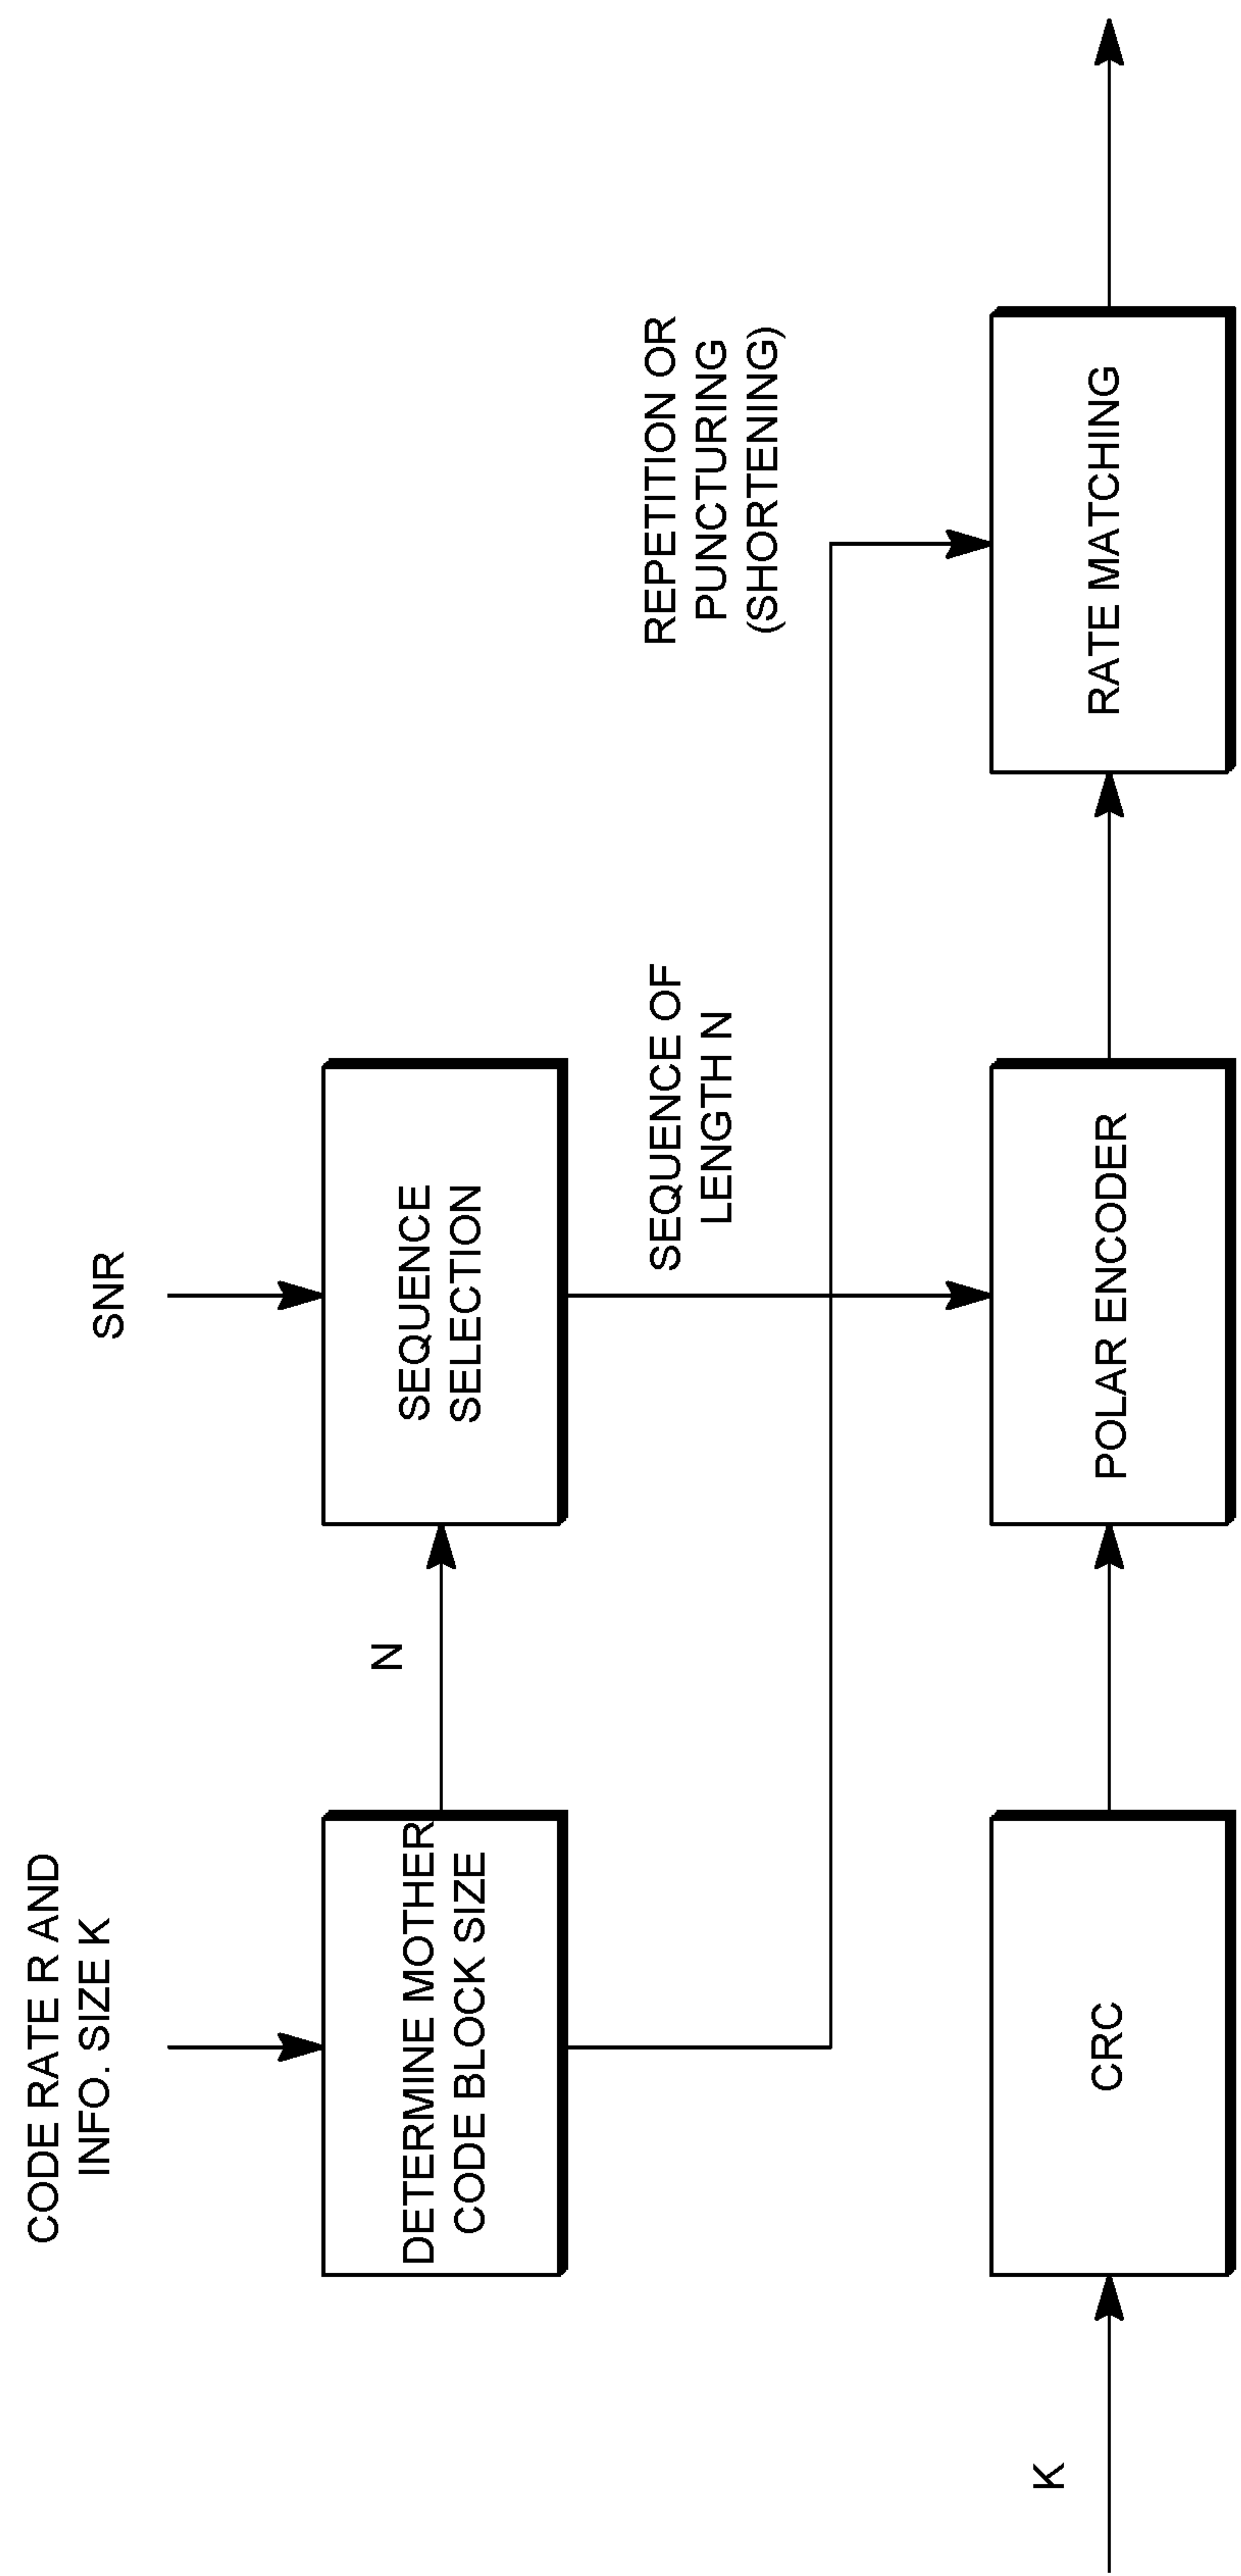 CODE RATE R AND
INFO. SIZE K
SNR
DETERMINE MOTHER
CODE BLOCK SIZE
N
SEQUENCE
SELECTION
SEQUENCE OF
LENGTH N
REPETITION OR
PUNCTURING
(SHORTENING)
K
CRC
POLAR ENCODER
RATE MATCHING